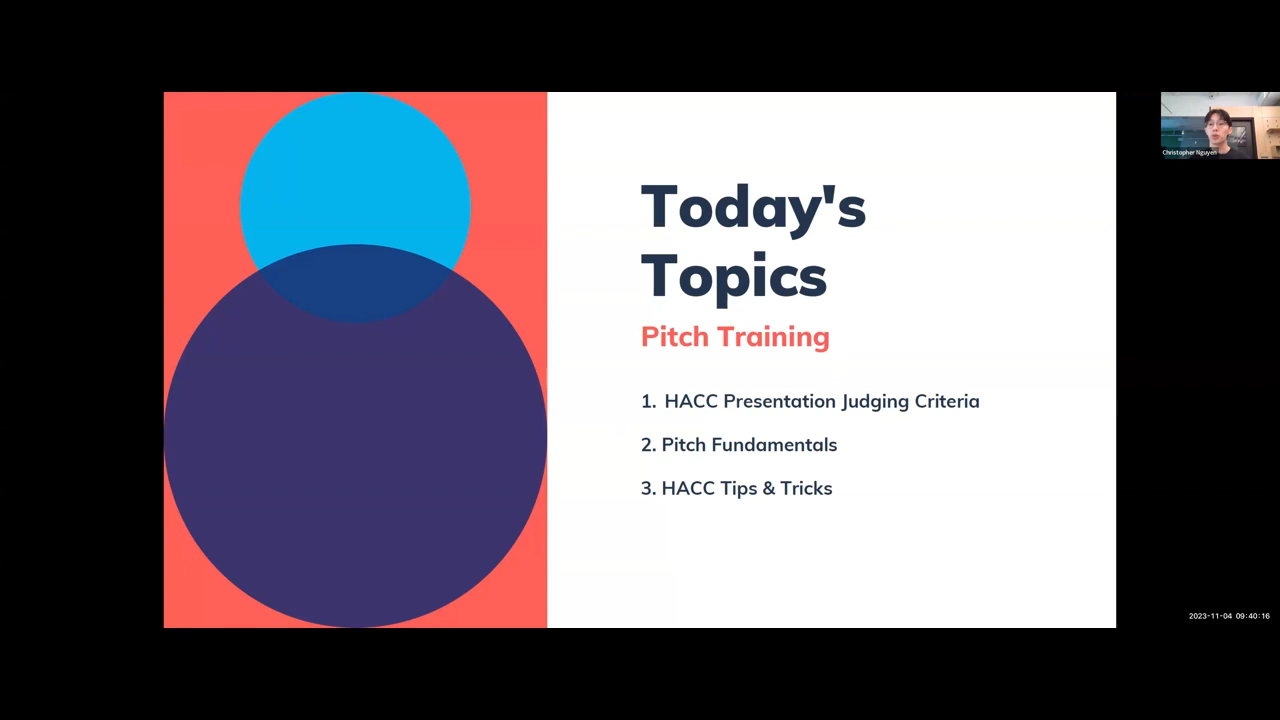 Today's
Topics
Pitch Training
1. HACC Presentation Judging Criteria
2. Pitch Fundamentals
3. HACC Tips & Tricks
Christopher Nguyen
2023-11-04 09:40:16